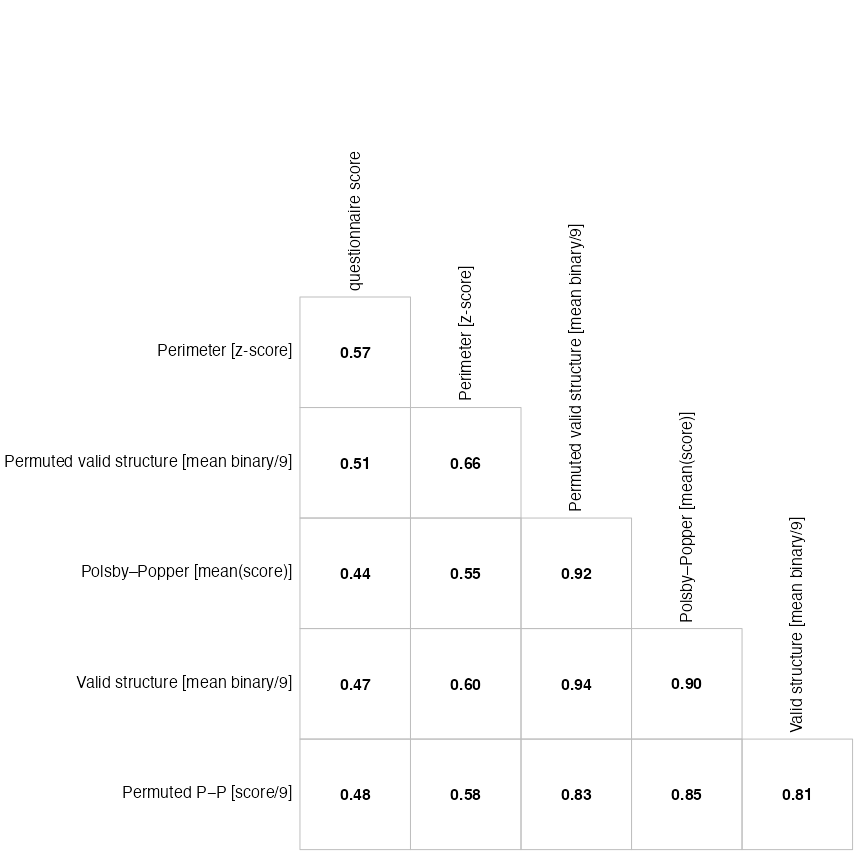 questionnaire score
Perimeter [z-score]
Permuted valid structure [mean binary/9]
Polsby–Popper [mean(score)]
Valid structure [mean binary/9]
Perimeter [z-score] 0.57
Permuted valid structure [mean binary/9] 0.51 0.66
Polsby–Popper [mean(score)] 0.44 0.55 0.92
Valid structure [mean binary/9] 0.47 0.60 0.94 0.90
Permuted P–P [score/9] 0.48 0.58 0.83 0.85 0.81